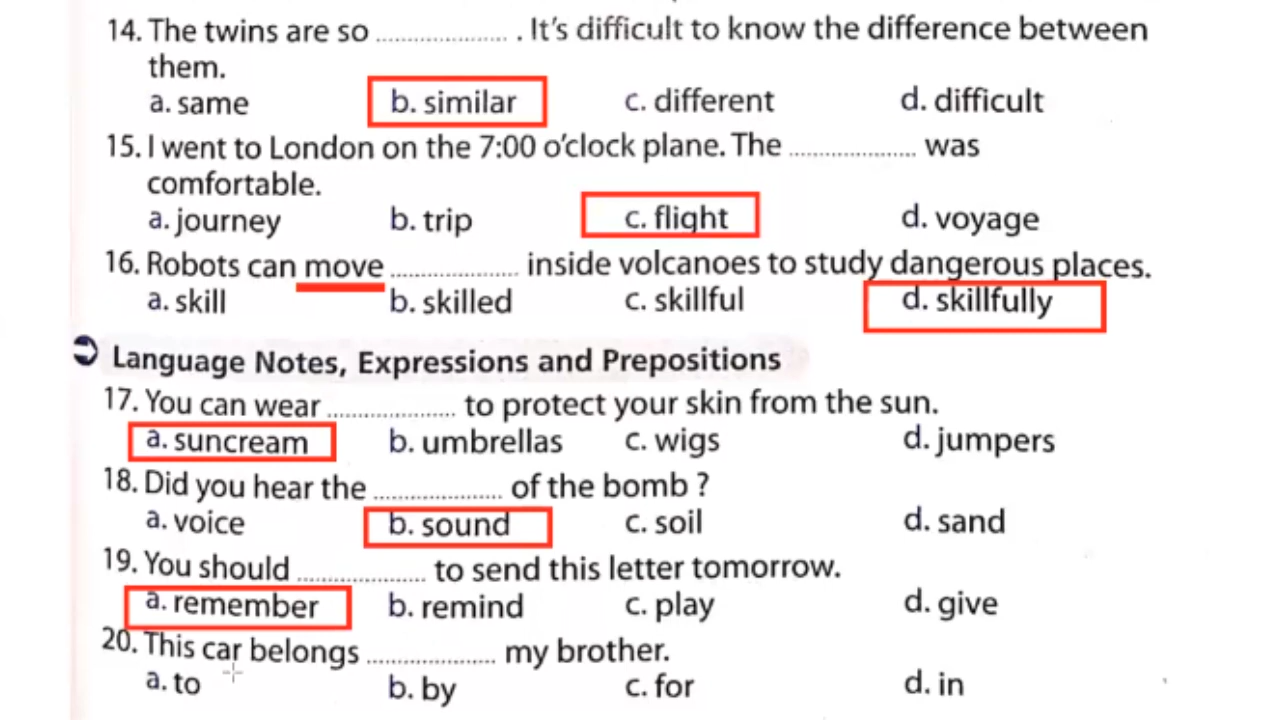 14. The twins are so .................... . It's difficult to know the difference between
them.
a. same b. similar c. different d. difficult
15. I went to London on the 7:00 o'clock plane. The .................... was
comfortable.
a. journey b. trip c. flight d. voyage
16. Robots can move .................... inside volcanoes to study dangerous places.
a. skill b. skilled c. skillful d. skillfully
Language Notes, Expressions and Prepositions
17. You can wear .................... to protect your skin from the sun.
a. suncream b. umbrellas c. wigs d. jumpers
18. Did you hear the .................... of the bomb ?
a. voice b. sound c. soil d. sand
19. You should .................... to send this letter tomorrow.
a. remember b. remind c. play d. give
20. This car belongs .................... my brother.
a. to b. by c. for d. in